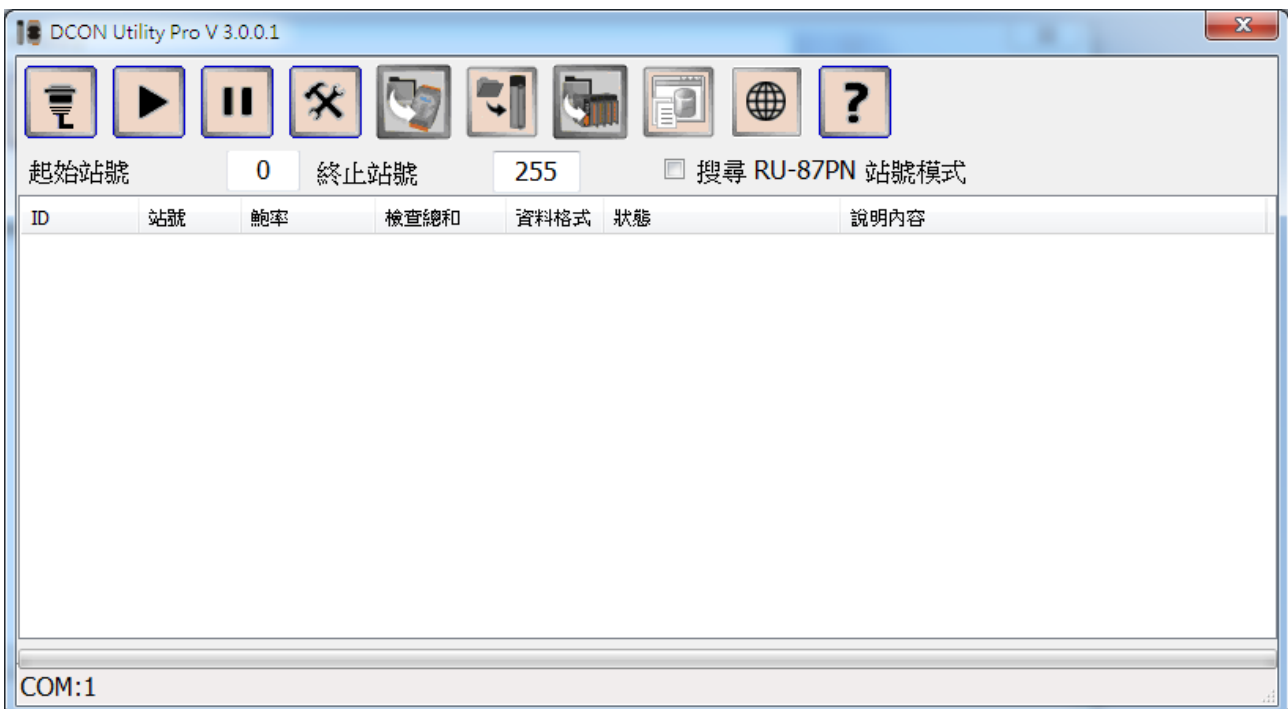 DCON Utility Pro V 3.0.0.1
?
起始站號 0 終止站號 255 搜尋 RU-87PN 站號模式
ID 站號 鮑率 檢查總和 資料格式 狀態 說明內容
COM:1